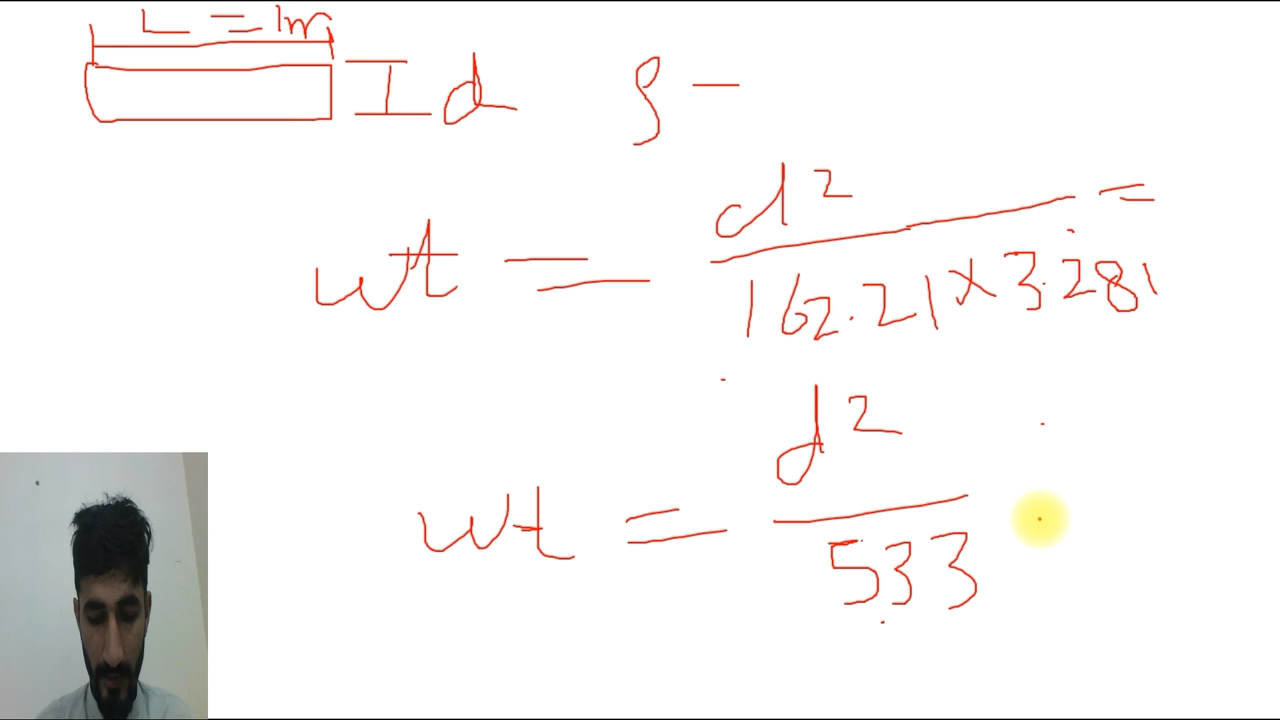 L = 1m
d ρ -
wt = d² / 162.21 × 3.281 =
wt = d² / 533